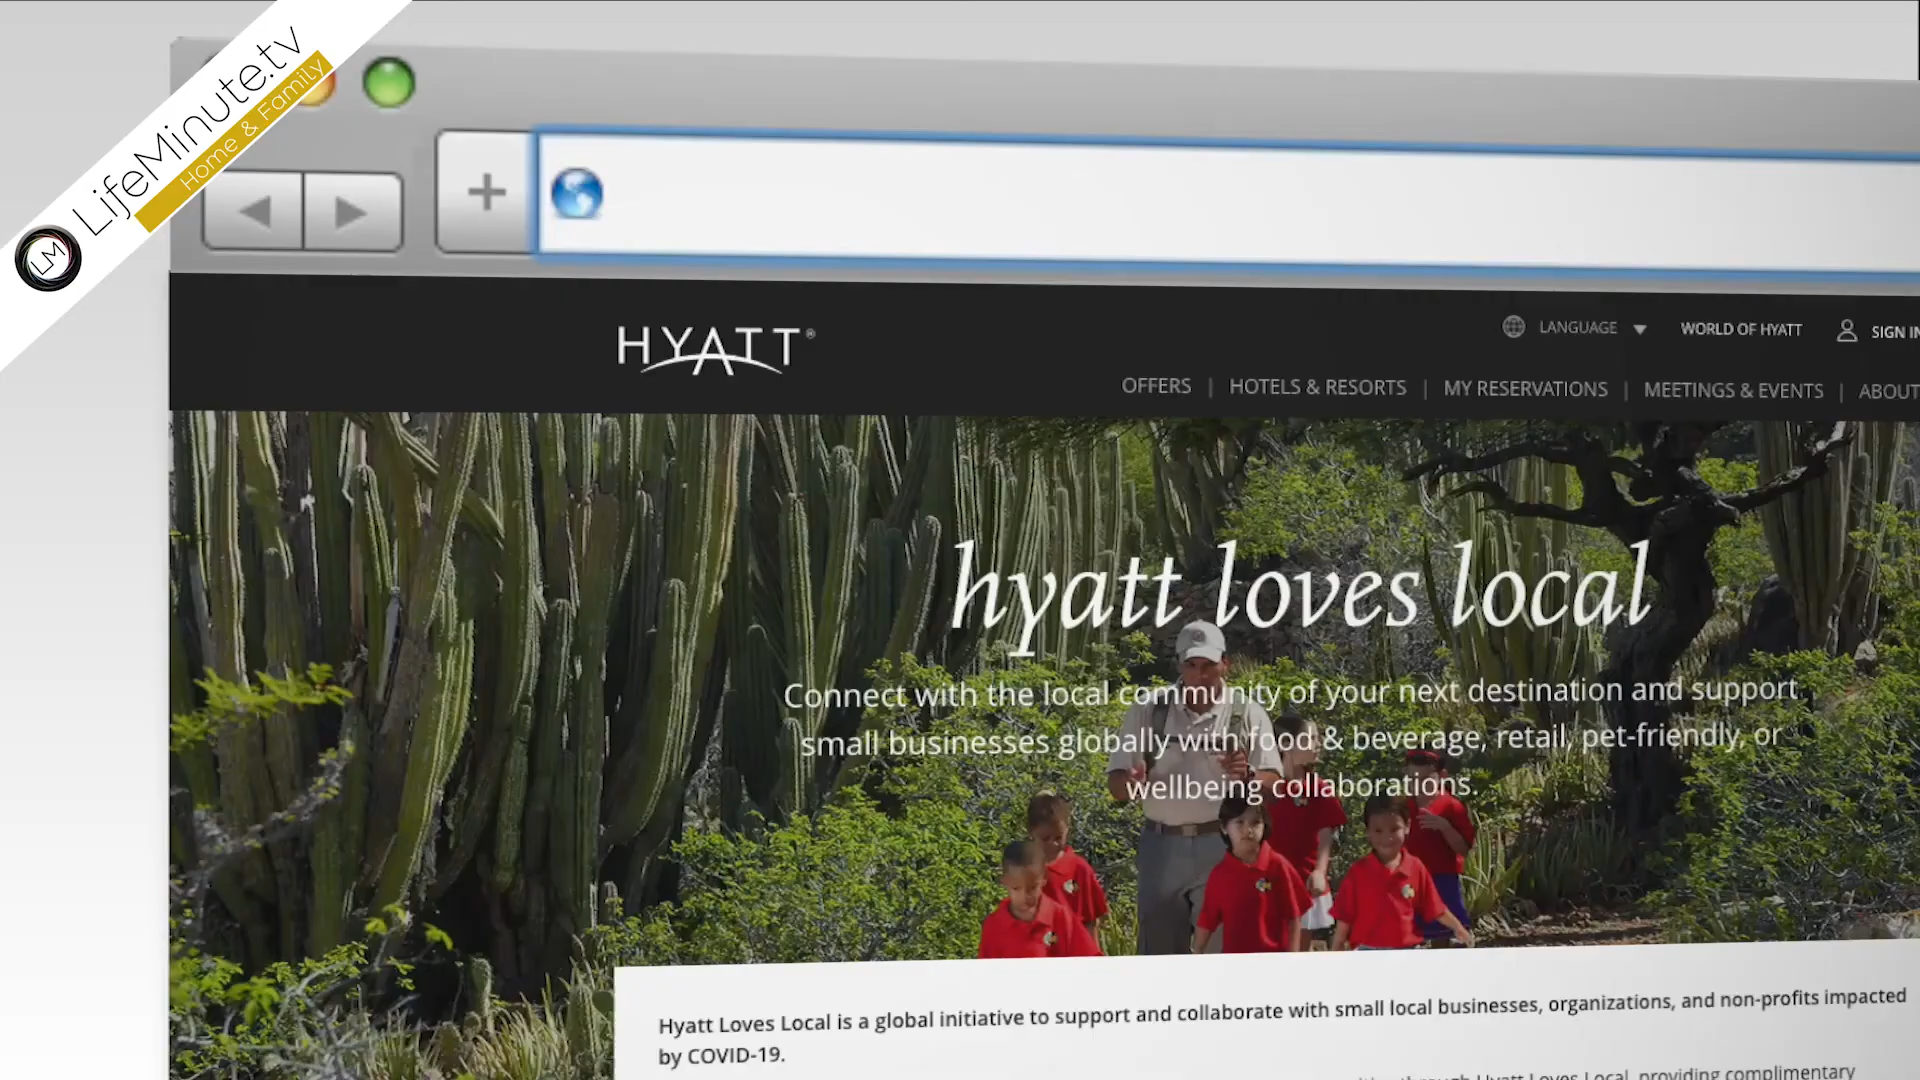 LifeMinute.tv
Home & Family
LM
HYATT®
LANGUAGE
WORLD OF HYATT
SIGN IN
OFFERS | HOTELS & RESORTS | MY RESERVATIONS | MEETINGS & EVENTS | ABOUT
hyatt loves local
Connect with the local community of your next destination and support
small businesses globally with food & beverage, retail, pet-friendly, or
wellbeing collaborations.
Hyatt Loves Local is a global initiative to support and collaborate with small local businesses, organizations, and non-profits impacted
by COVID-19.
through Hyatt Loves Local, providing complimentary